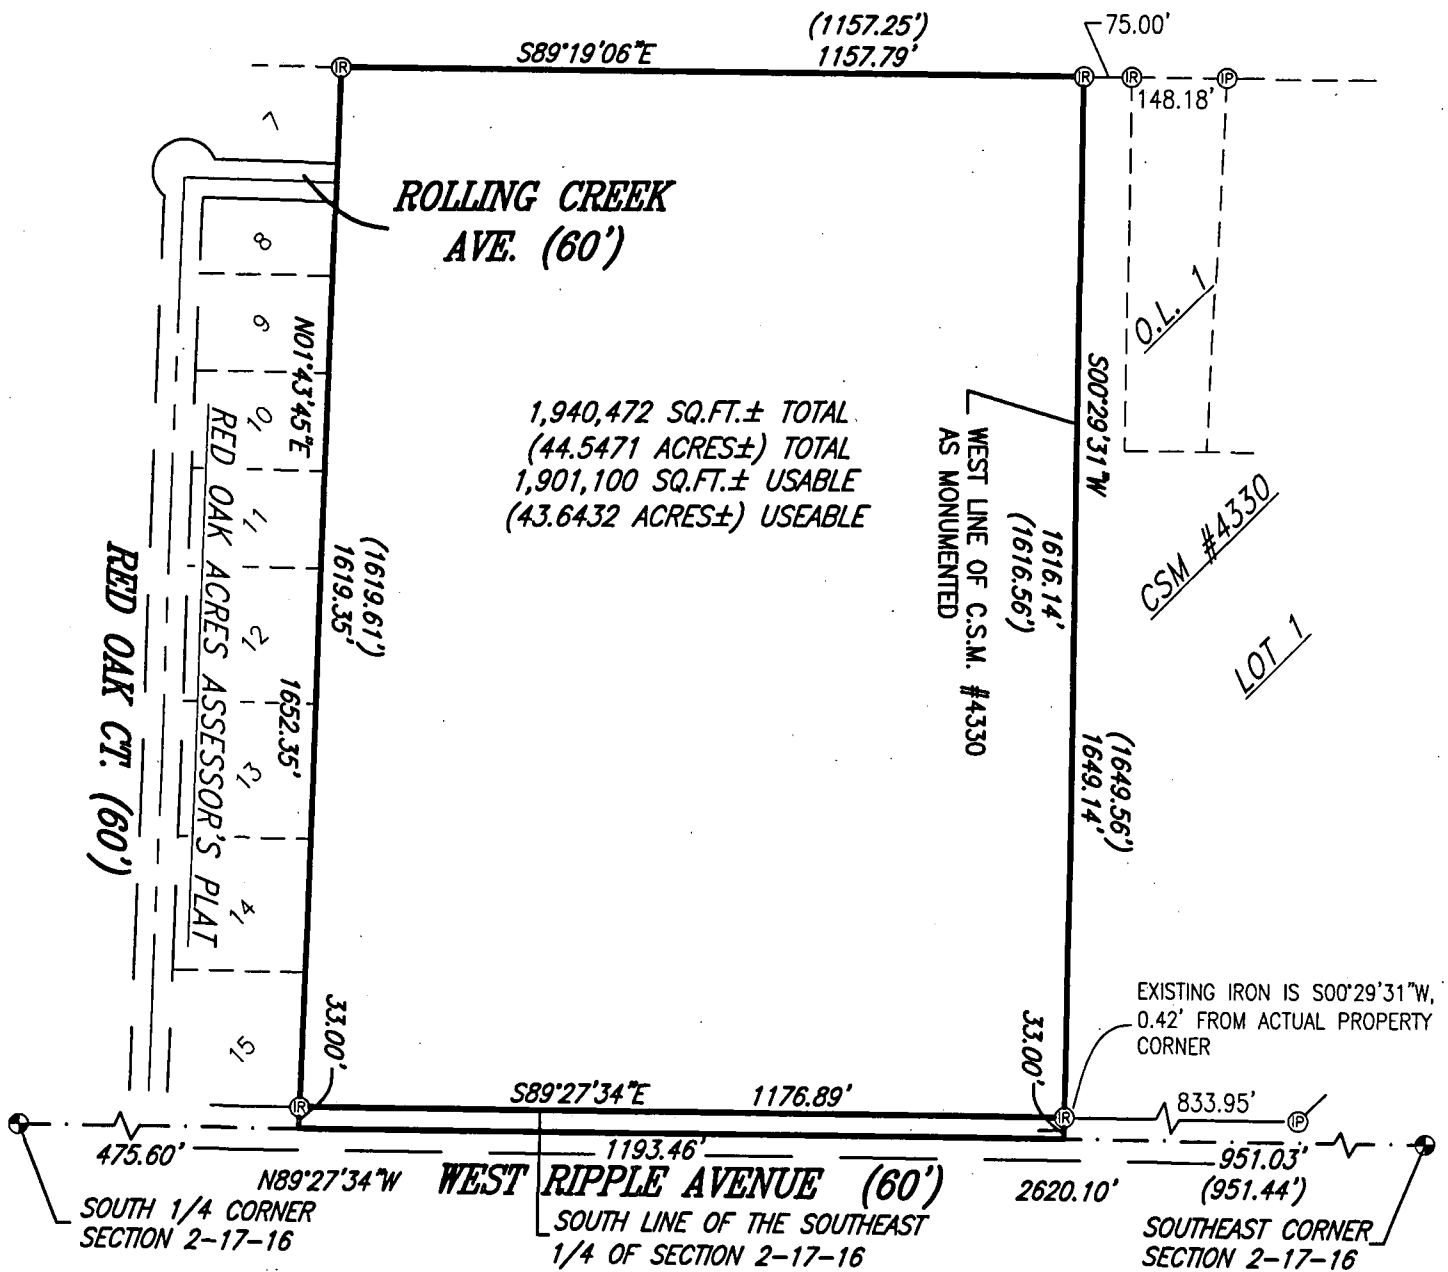 (1157.25')
S89°19'06"E
1157.79'
75.00'
IR
IR
IR
IP
148.18'
7
ROLLING CREEK
AVE. (60')
8
9
10
11
12
13
14
15
N01°43'45"E
O.L. 1
S00°29'31"W
1,940,472 SQ.FT.± TOTAL
(44.5471 ACRES±) TOTAL
1,901,100 SQ.FT.± USABLE
(43.6432 ACRES±) USEABLE
WEST LINE OF C.S.M. #4330
AS MONUMENTED
RED OAK ACRES ASSESSOR'S PLAT
CSM #4330
LOT 1
(1619.61')
1619.35'
1616.14'
(1616.56')
RED OAK CT. (60')
1652.35'
(1649.56')
1649.14'
33.00'
33.00'
EXISTING IRON IS S00°29'31"W,
0.42' FROM ACTUAL PROPERTY
CORNER
S89°27'34"E
1176.89'
IR
IR
833.95'
IP
475.60'
1193.46'
951.03'
(951.44')
N89°27'34"W
WEST RIPPLE AVENUE (60')
2620.10'
SOUTH 1/4 CORNER
SECTION 2-17-16
SOUTH LINE OF THE SOUTHEAST
1/4 OF SECTION 2-17-16
SOUTHEAST CORNER
SECTION 2-17-16